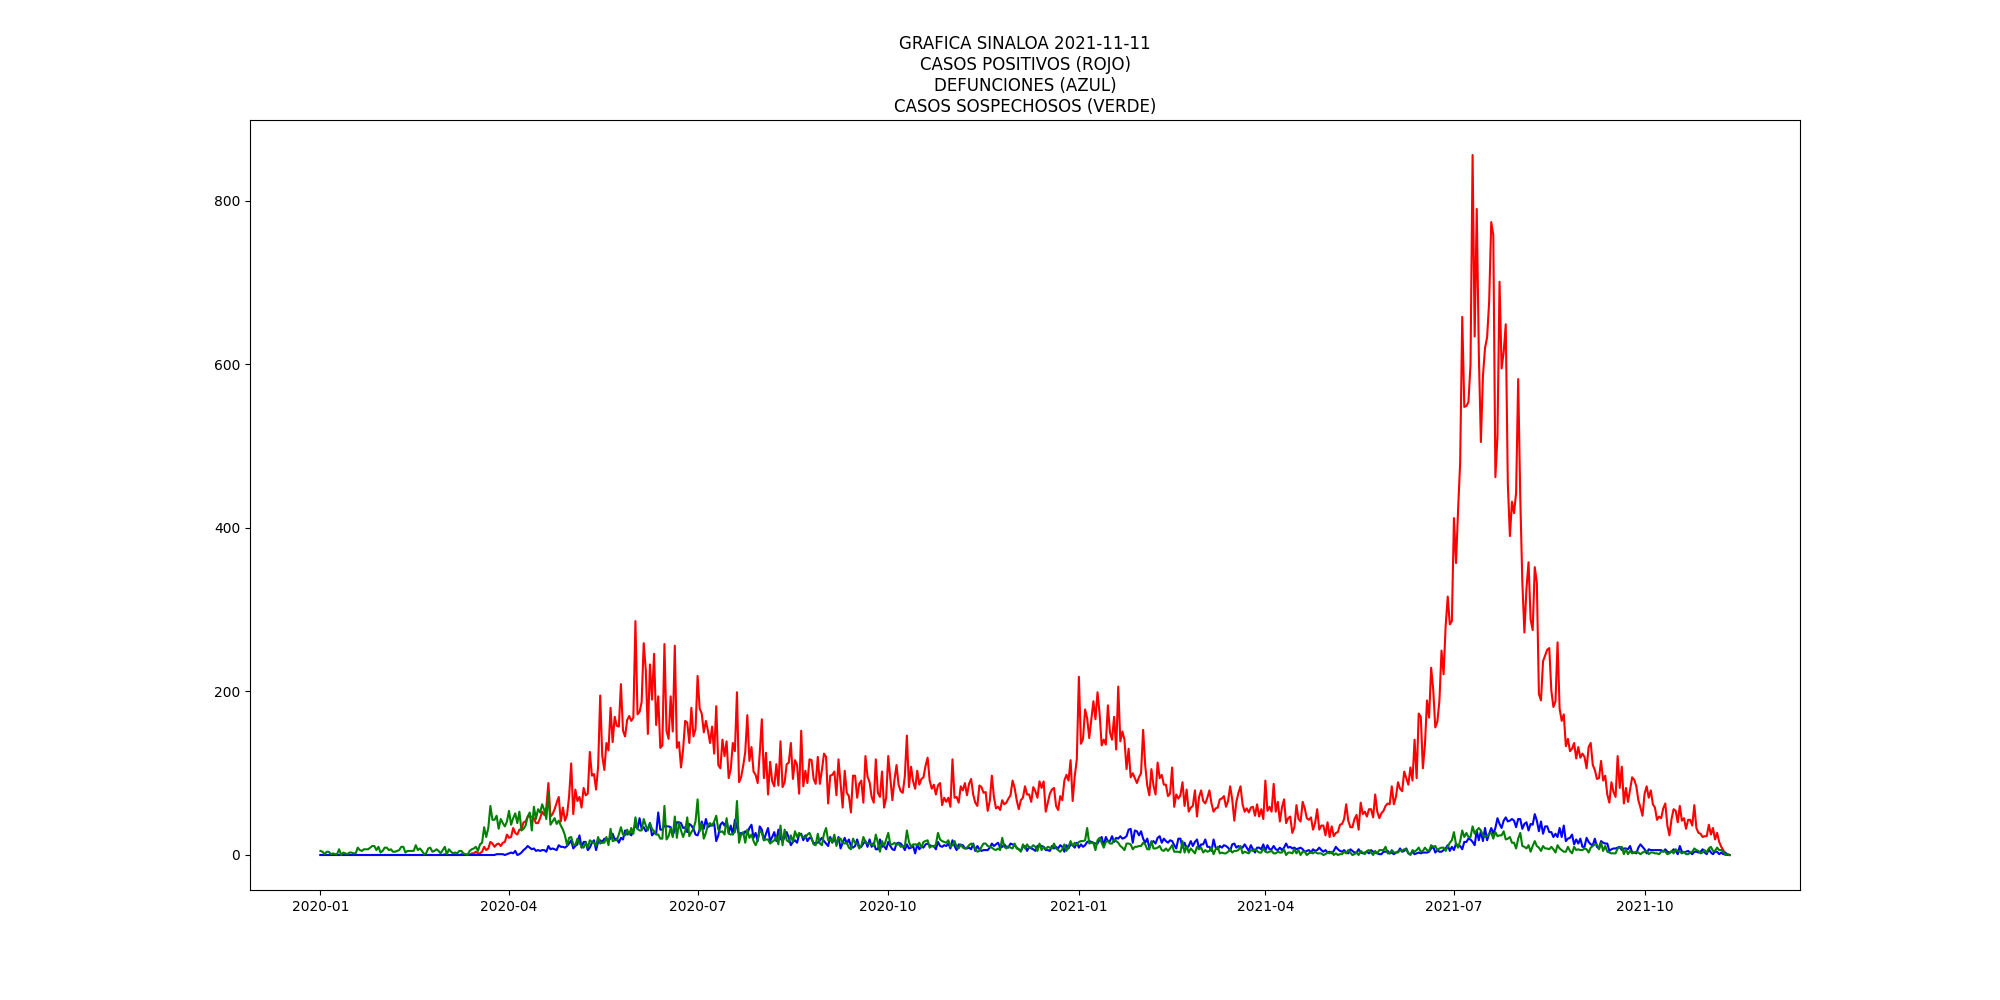 GRAFICA SINALOA 2021-11-11
CASOS POSITIVOS (ROJO)
DEFUNCIONES (AZUL)
CASOS SOSPECHOSOS (VERDE)
800
600
400
200
0
2020-01 2020-04 2020-07 2020-10 2021-01 2021-04 2021-07 2021-10